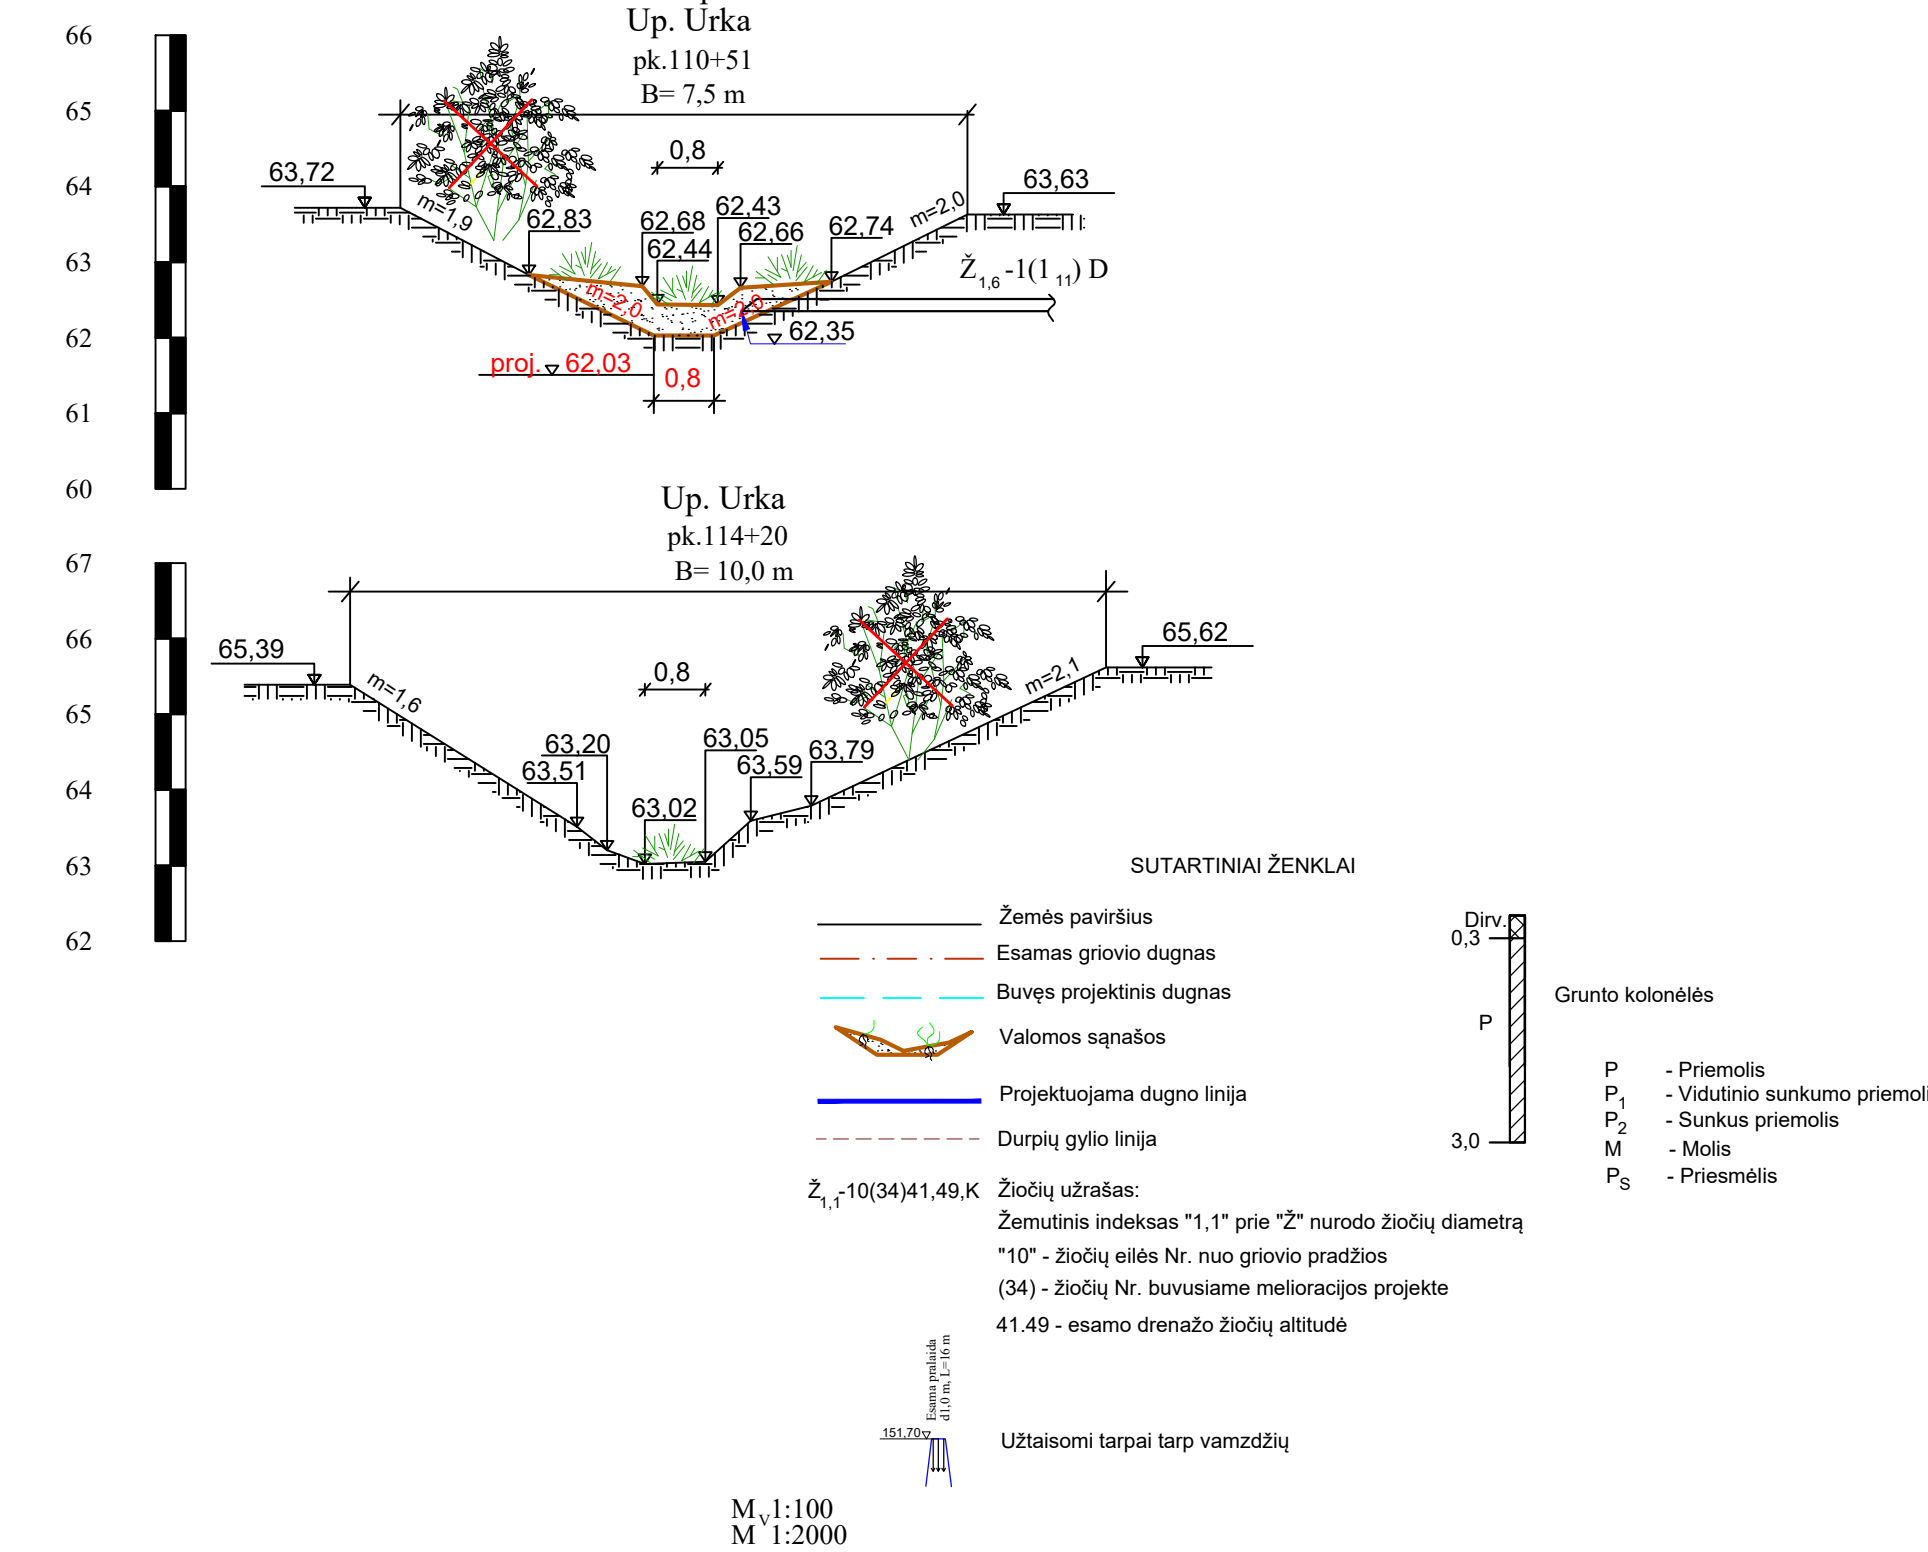 Up. Urka
pk.110+51
B= 7,5 m
66
65
64
63
62
61
60
0,8
63,72
63,63
m=1,9
m=2,0
62,83
62,68
62,44
62,43
62,66
62,74
Ž1,6-1(1 11) D
m=2,0
m=2,0
62,35
proj. 62,03
0,8
Up. Urka
pk.114+20
B= 10,0 m
67
66
65
64
63
62
65,39
65,62
0,8
m=1,6
m=2,1
63,20
63,51
63,02
63,05
63,59
63,79
SUTARTINIAI ŽENKLAI
Žemės paviršius
Esamas griovio dugnas
Buvęs projektinis dugnas
Valomos sąnašos
Projektuojama dugno linija
Durpių gylio linija
Ž1,1-10(34)41,49,K Žiočių užrašas:
Žemutinis indeksas "1,1" prie "Ž" nurodo žiočių diametrą
"10" - žiočių eilės Nr. nuo griovio pradžios
(34) - žiočių Nr. buvusiame melioracijos projekte
41.49 - esamo drenažo žiočių altitudė
Esama pralaida
d1,0 m, L=16 m
151,70
Užtaisomi tarpai tarp vamzdžių
Dirv.
0,3
P
3,0
Grunto kolonėlės
P - Priemolis
P1 - Vidutinio sunkumo priemoli
P2 - Sunkus priemolis
M - Molis
PS - Priesmėlis
MV 1:100
M 1:2000